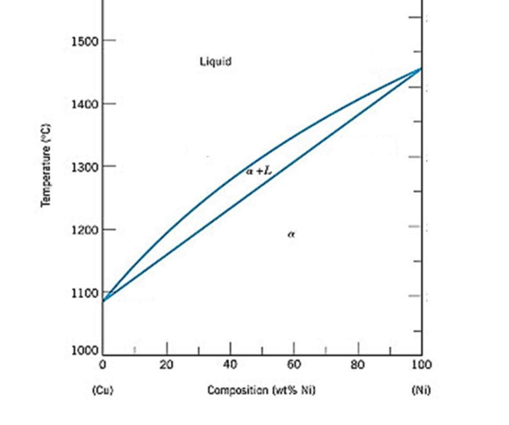 1500
Liquid
1400
Temperature (°C)
1300
α +L
1200
α
1100
1000
0 20 40 60 80 100
(Cu) Composition (wt% Ni) (Ni)